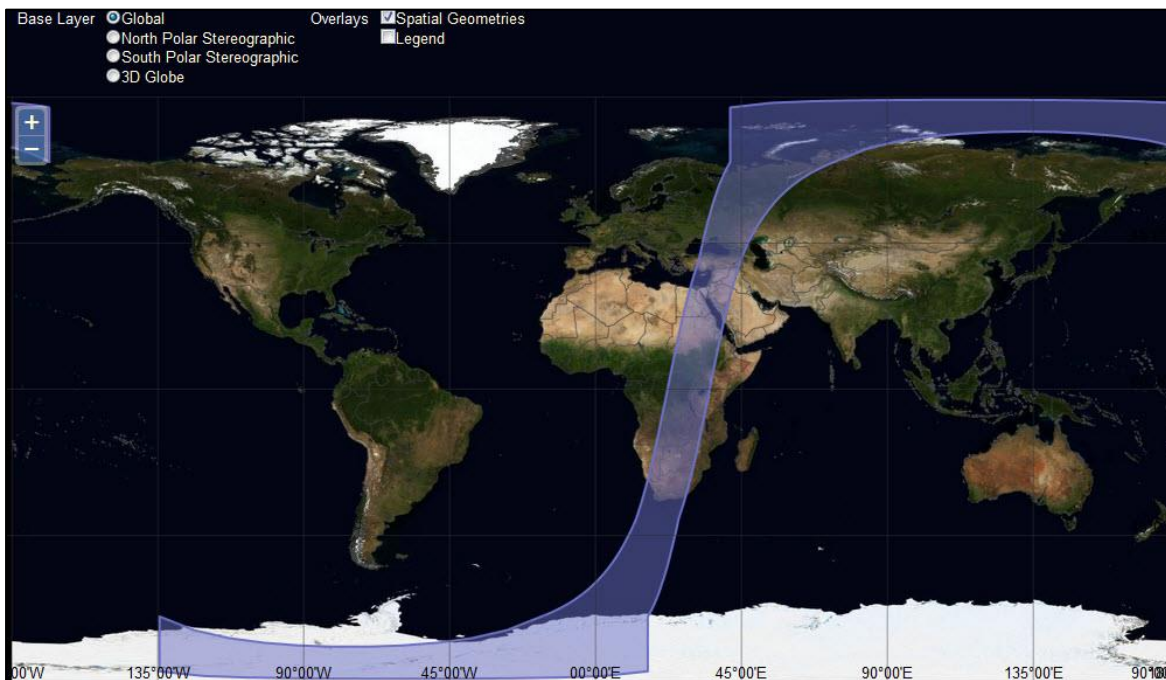 Base Layer Global Overlays Spatial Geometries
North Polar Stereographic Legend
South Polar Stereographic
3D Globe
+
−
00'W 135°00'W 90°00'W 45°00'W 00°00'E 45°00'E 90°00'E 135°00'E